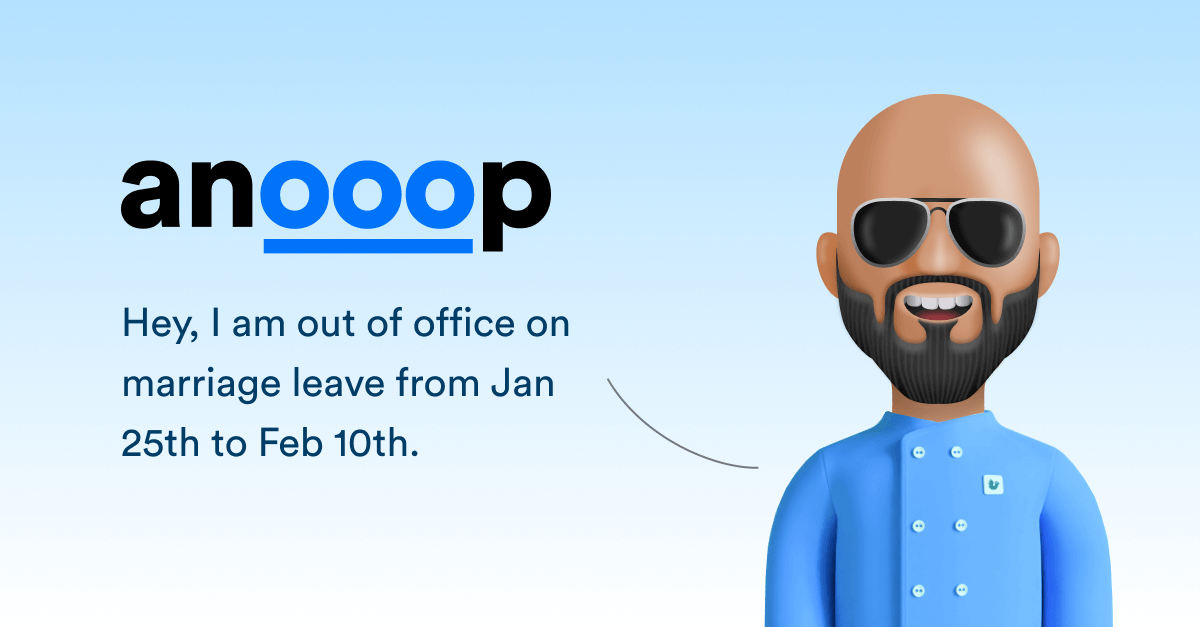 anooop
Hey, I am out of office on
marriage leave from Jan
25th to Feb 10th.